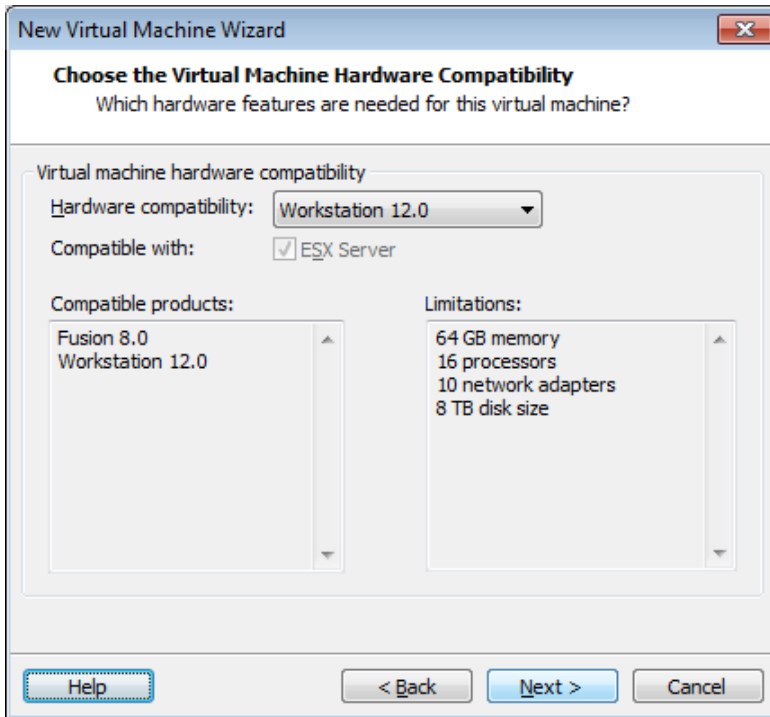 New Virtual Machine Wizard
Choose the Virtual Machine Hardware Compatibility
Which hardware features are needed for this virtual machine?
Virtual machine hardware compatibility
Hardware compatibility: Workstation 12.0
Compatible with: ESX Server
Compatible products:
Fusion 8.0
Workstation 12.0
Limitations:
64 GB memory
16 processors
10 network adapters
8 TB disk size
Help < Back Next > Cancel